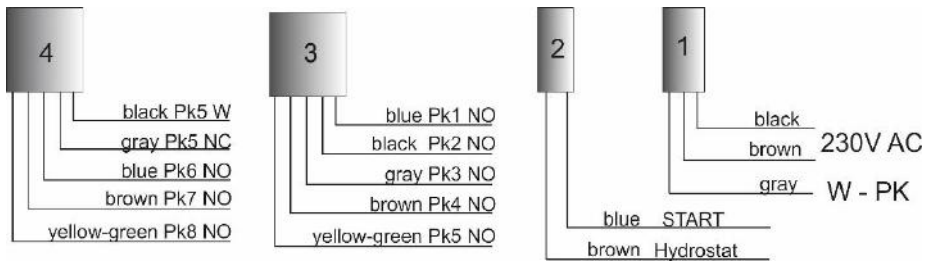 4
black Pk5 W
gray Pk5 NC
blue Pk6 NO
brown Pk7 NO
yellow-green Pk8 NO
3
blue Pk1 NO
black Pk2 NO
gray Pk3 NO
brown Pk4 NO
yellow-green Pk5 NO
2
blue START
brown Hydrostat
1
black
brown
230V AC
gray W - PK